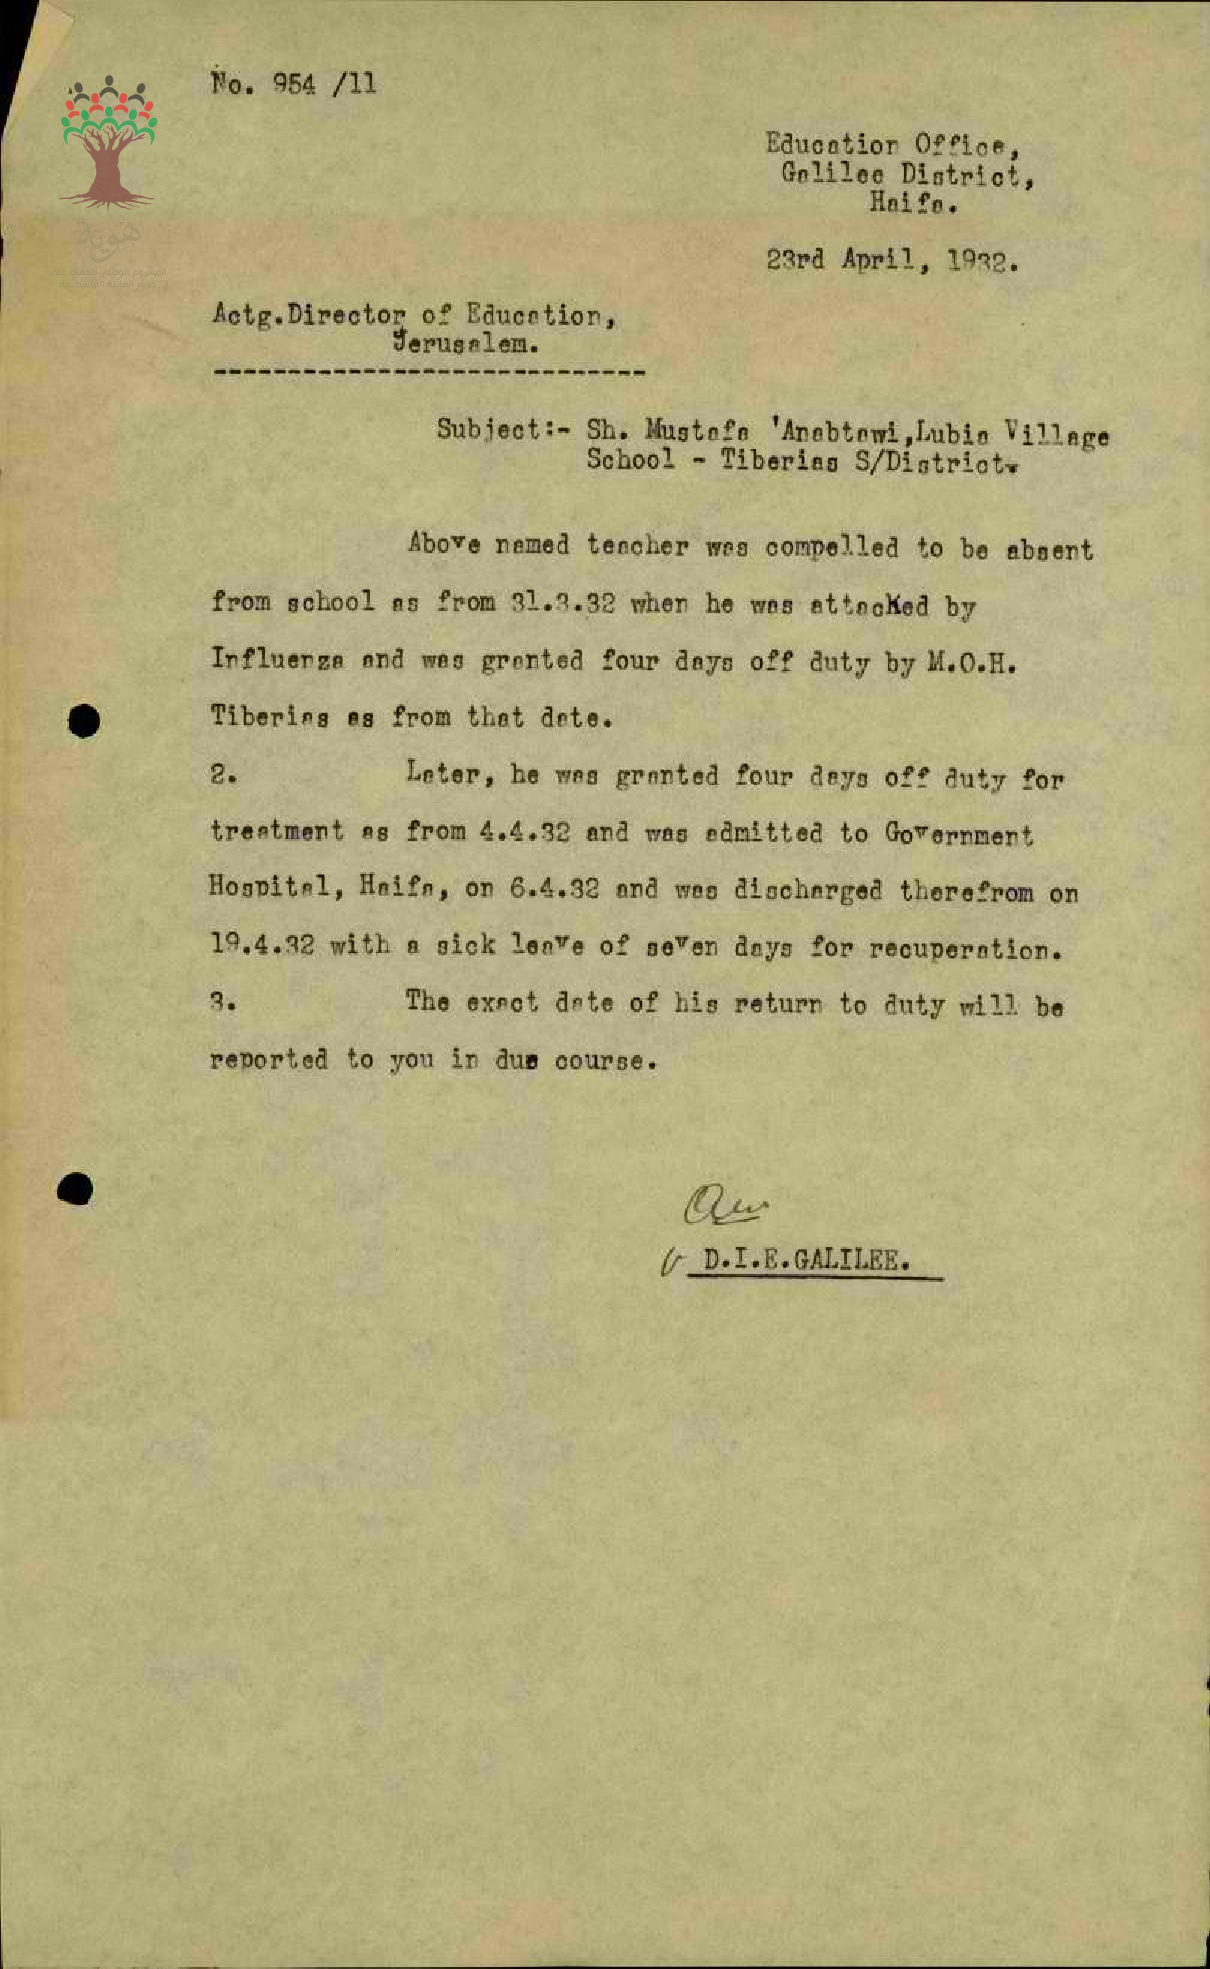 No. 954 /11
Education Office,
Galilee District,
Haifa.
23rd April, 1932.
Actg.Director of Education,
Jerusalem.
-----------------------------
Subject:- Sh. Mustafa 'Anabtawi,Lubia Village
School - Tiberias S/District.
Above named teacher was compelled to be absent
from school as from 31.3.32 when he was attacked by
Influenza and was granted four days off duty by M.O.H.
Tiberias as from that date.
2. Later, he was granted four days off duty for
treatment as from 4.4.32 and was admitted to Government
Hospital, Haifa, on 6.4.32 and was discharged therefrom on
19.4.32 with a sick leave of seven days for recuperation.
3. The exact date of his return to duty will be
reported to you in due course.
D.I.E.GALILEE.
هوية